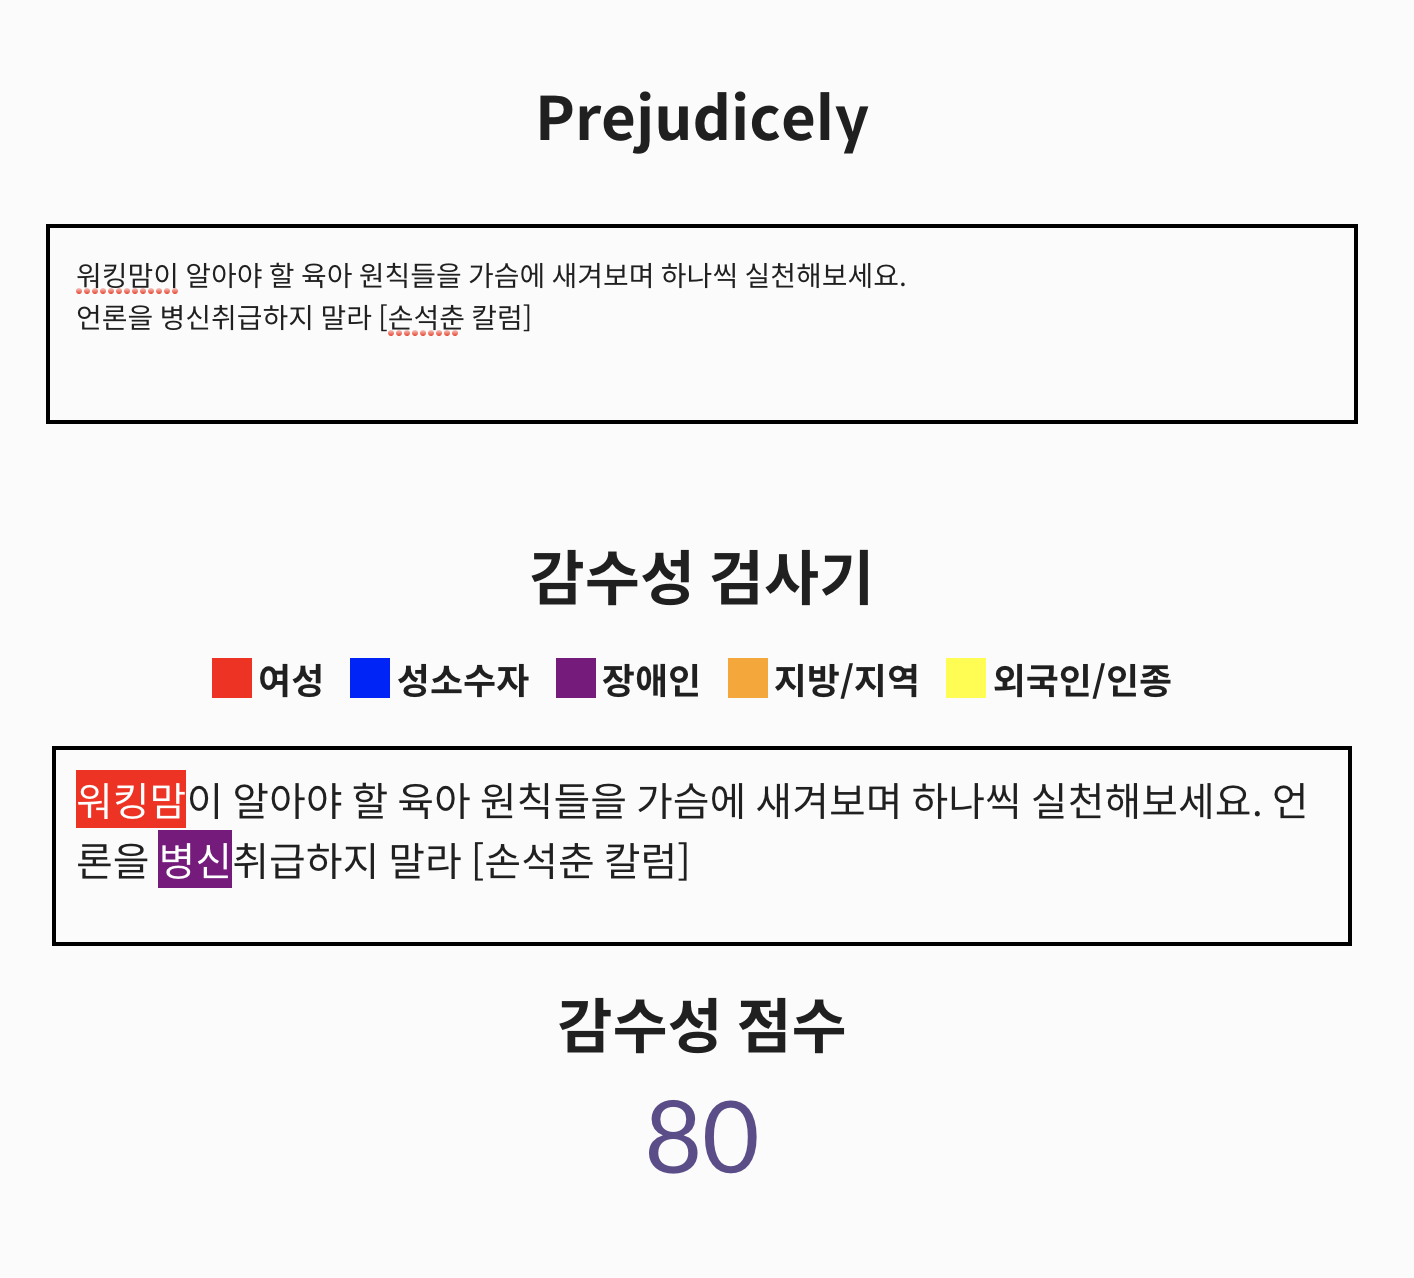 Prejudicely
워킹맘이 알아야 할 육아 원칙들을 가슴에 새겨보며 하나씩 실천해보세요.
언론을 병신취급하지 말라 [손석춘 칼럼]
감수성 검사기
여성 성소수자 장애인 지방/지역 외국인/인종
워킹맘이 알아야 할 육아 원칙들을 가슴에 새겨보며 하나씩 실천해보세요. 언
론을 병신취급하지 말라 [손석춘 칼럼]
감수성 점수
80